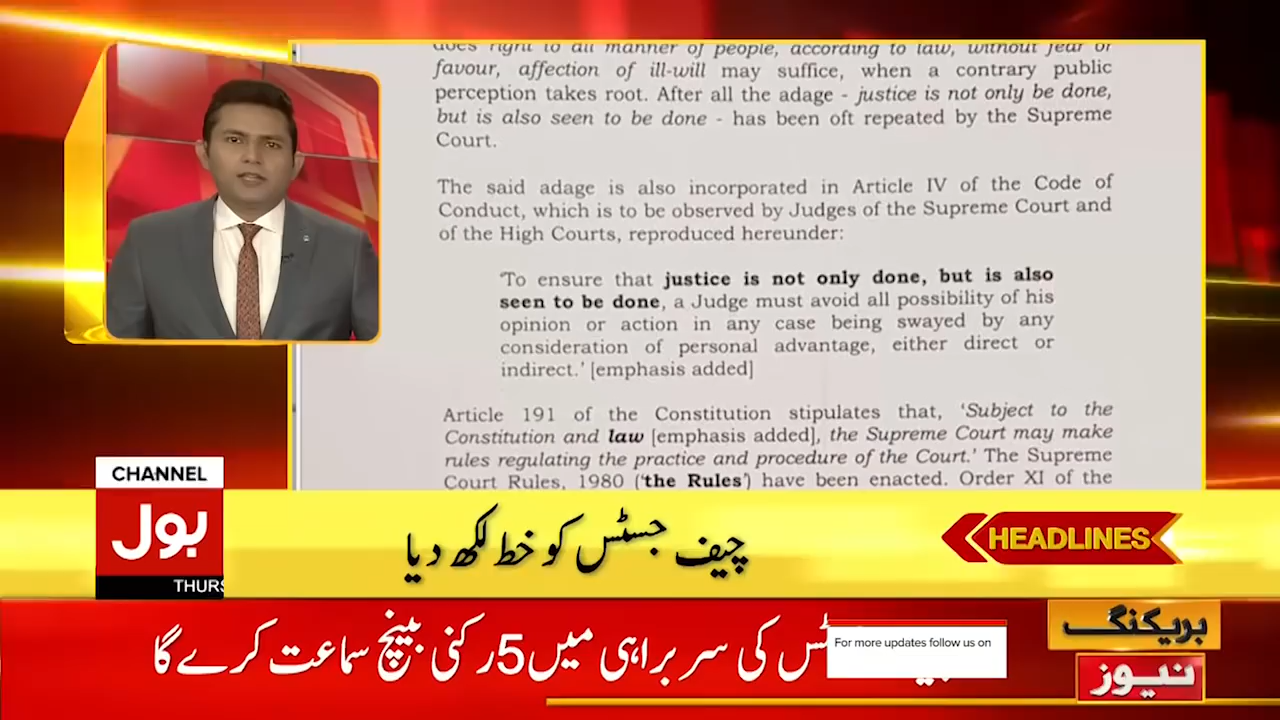 does right to all manner of people, according to law, without fear or
favour, affection of ill-will may suffice, when a contrary public
perception takes root. After all the adage - justice is not only be done,
but is also seen to be done - has been oft repeated by the Supreme
Court.
The said adage is also incorporated in Article IV of the Code of
Conduct, which is to be observed by Judges of the Supreme Court and
of the High Courts, reproduced hereunder:
'To ensure that justice is not only done, but is also
seen to be done, a Judge must avoid all possibility of his
opinion or action in any case being swayed by any
consideration of personal advantage, either direct or
indirect.' [emphasis added]
Article 191 of the Constitution stipulates that, 'Subject to the
Constitution and law [emphasis added], the Supreme Court may make
rules regulating the practice and procedure of the Court.' The Supreme
Court Rules, 1980 ('the Rules') have been enacted. Order XI of the
CHANNEL
بول
THURS
HEADLINES
چیف جسٹس کو خط لکھ دیا
بریکنگ
نیوز
کی سربراہی میں 5 رکنی بینچ سماعت کرے گا
For more updates follow us on